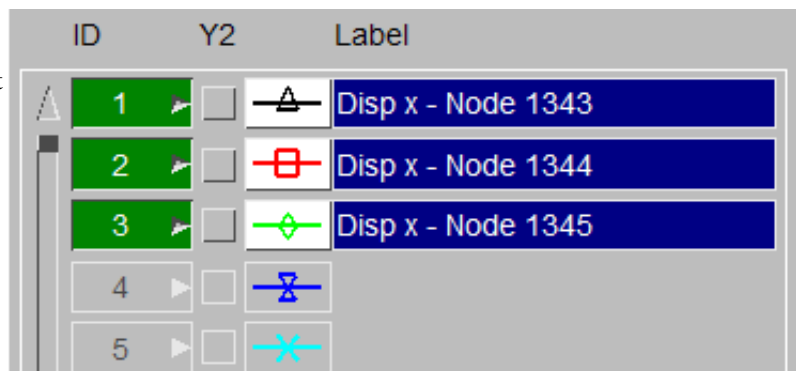 ID Y2 Label
1 Disp x - Node 1343
2 Disp x - Node 1344
3 Disp x - Node 1345
4
5